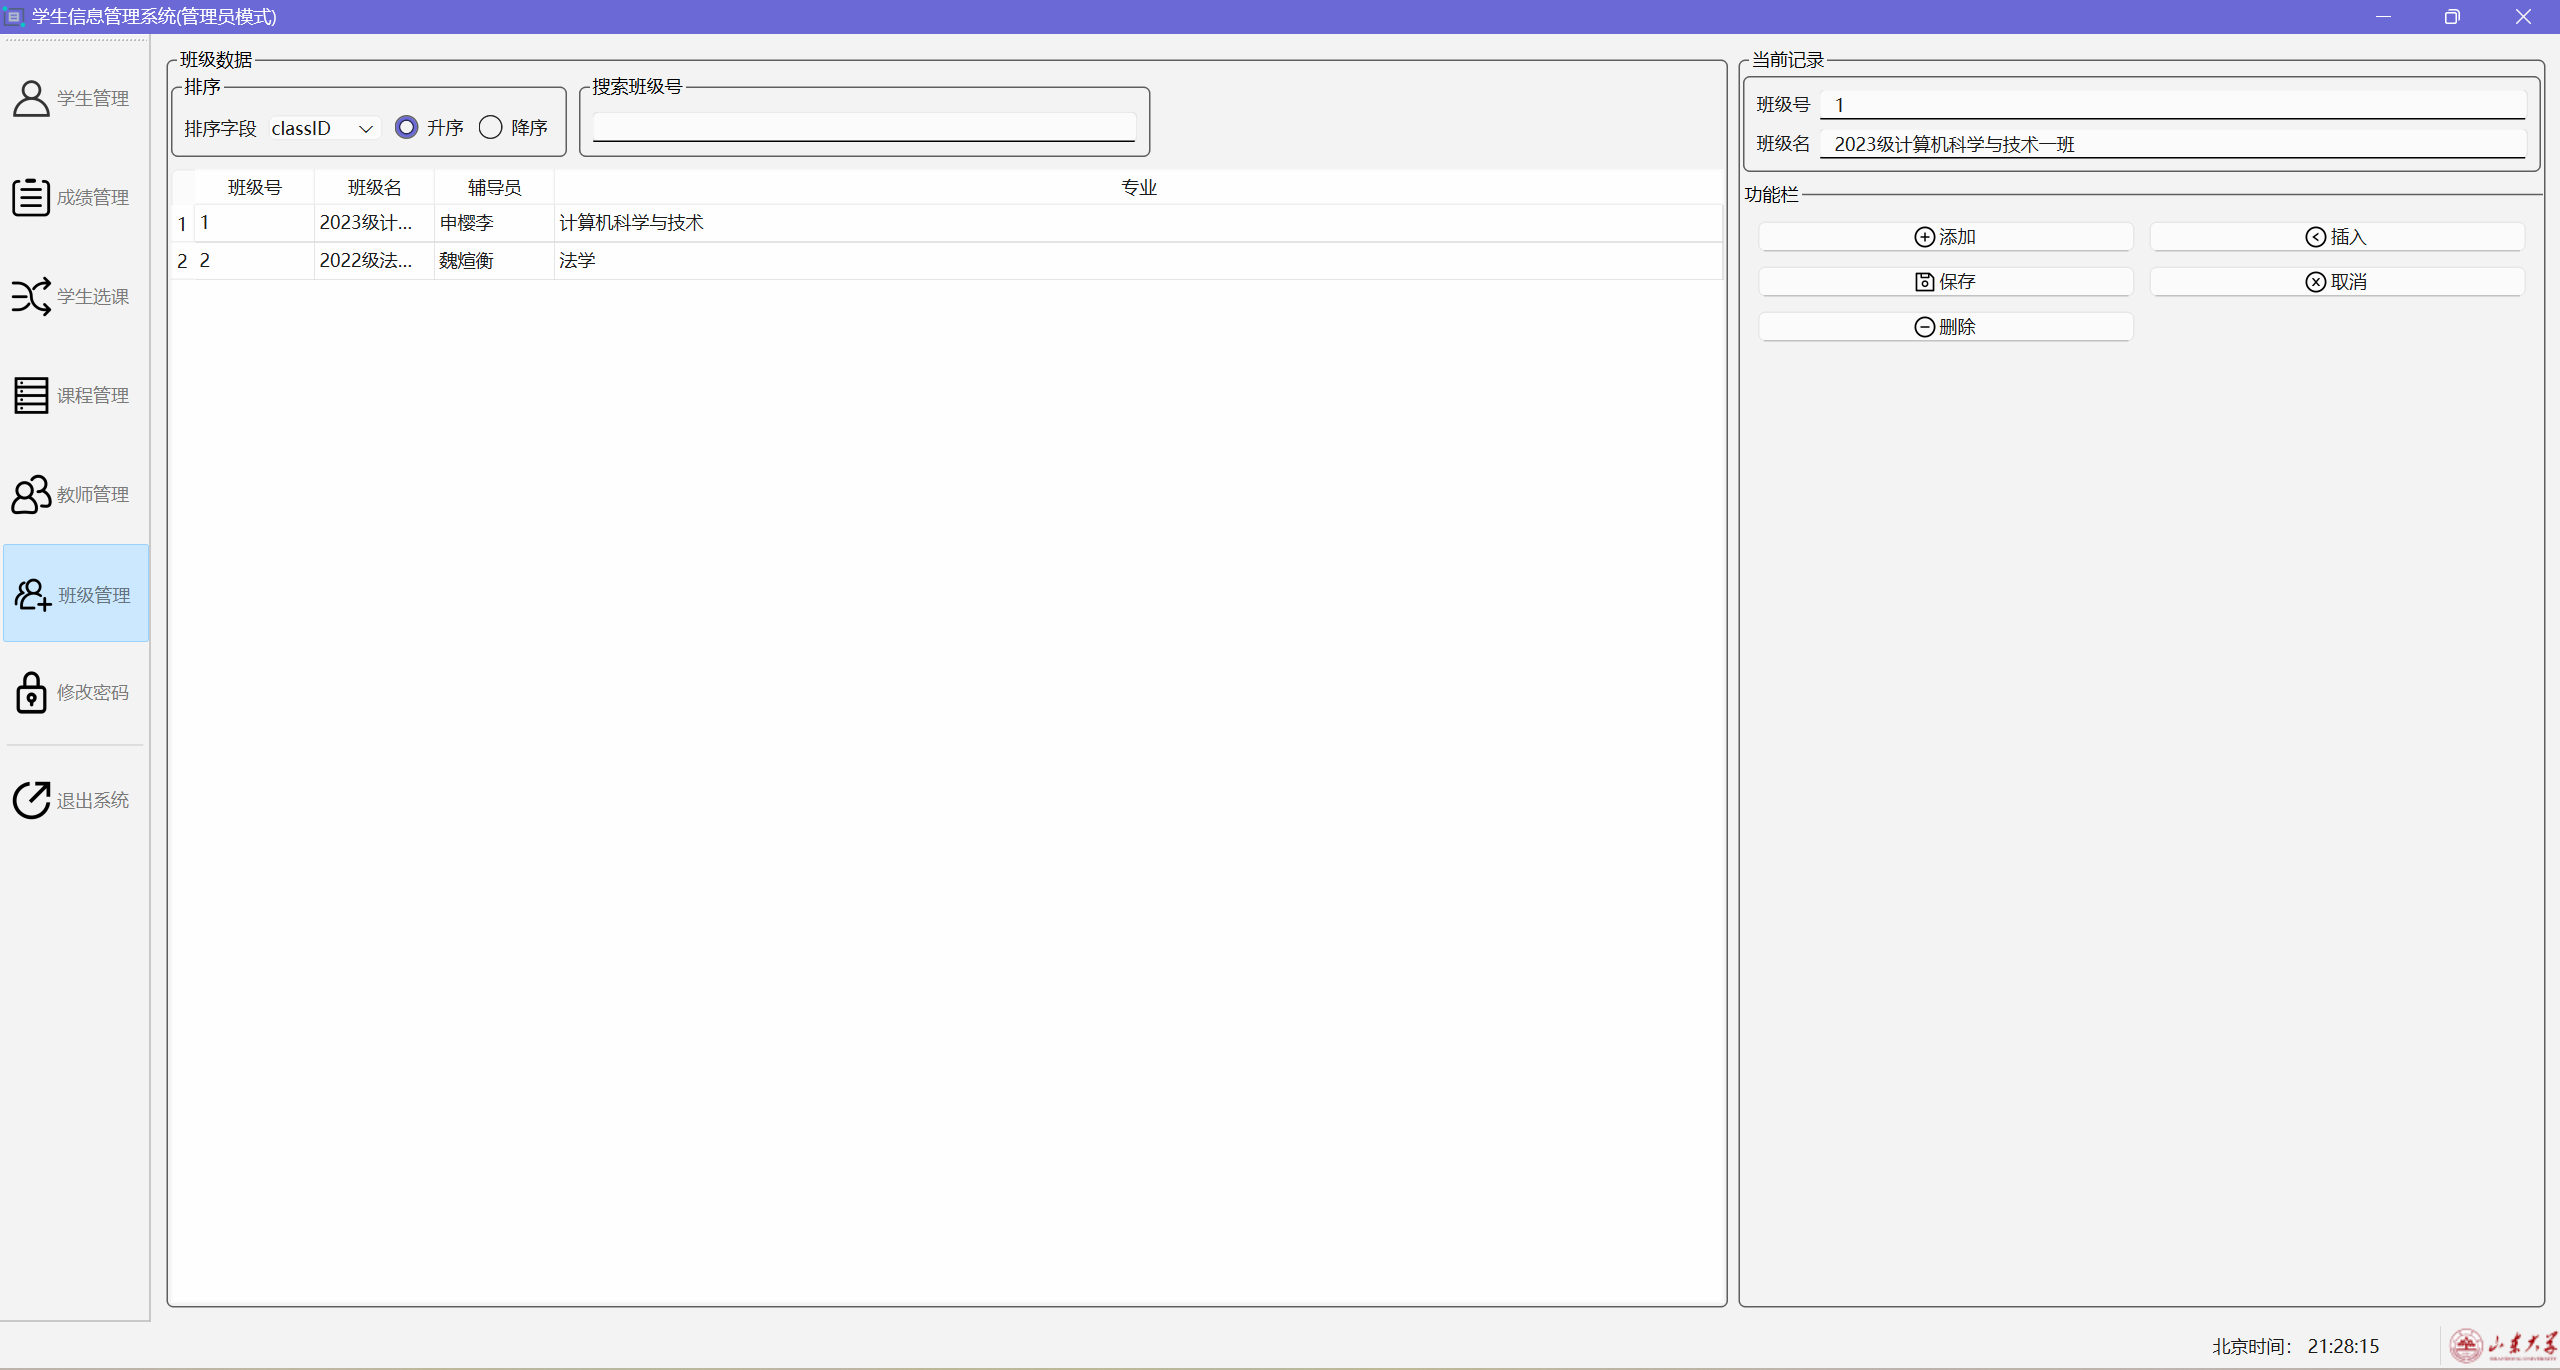 学生信息管理系统(管理员模式)
学生管理
成绩管理
学生选课
课程管理
教师管理
班级管理
修改密码
退出系统
班级数据
排序
排序字段 classID 升序 降序
搜索班级号
班级号 班级名 辅导员 专业
1 1 2023级计... 申樱李 计算机科学与技术
2 2 2022级法... 魏煊衡 法学
当前记录
班级号 1
班级名 2023级计算机科学与技术一班
功能栏
添加 插入
保存 取消
删除
北京时间： 21:28:15
山东大学